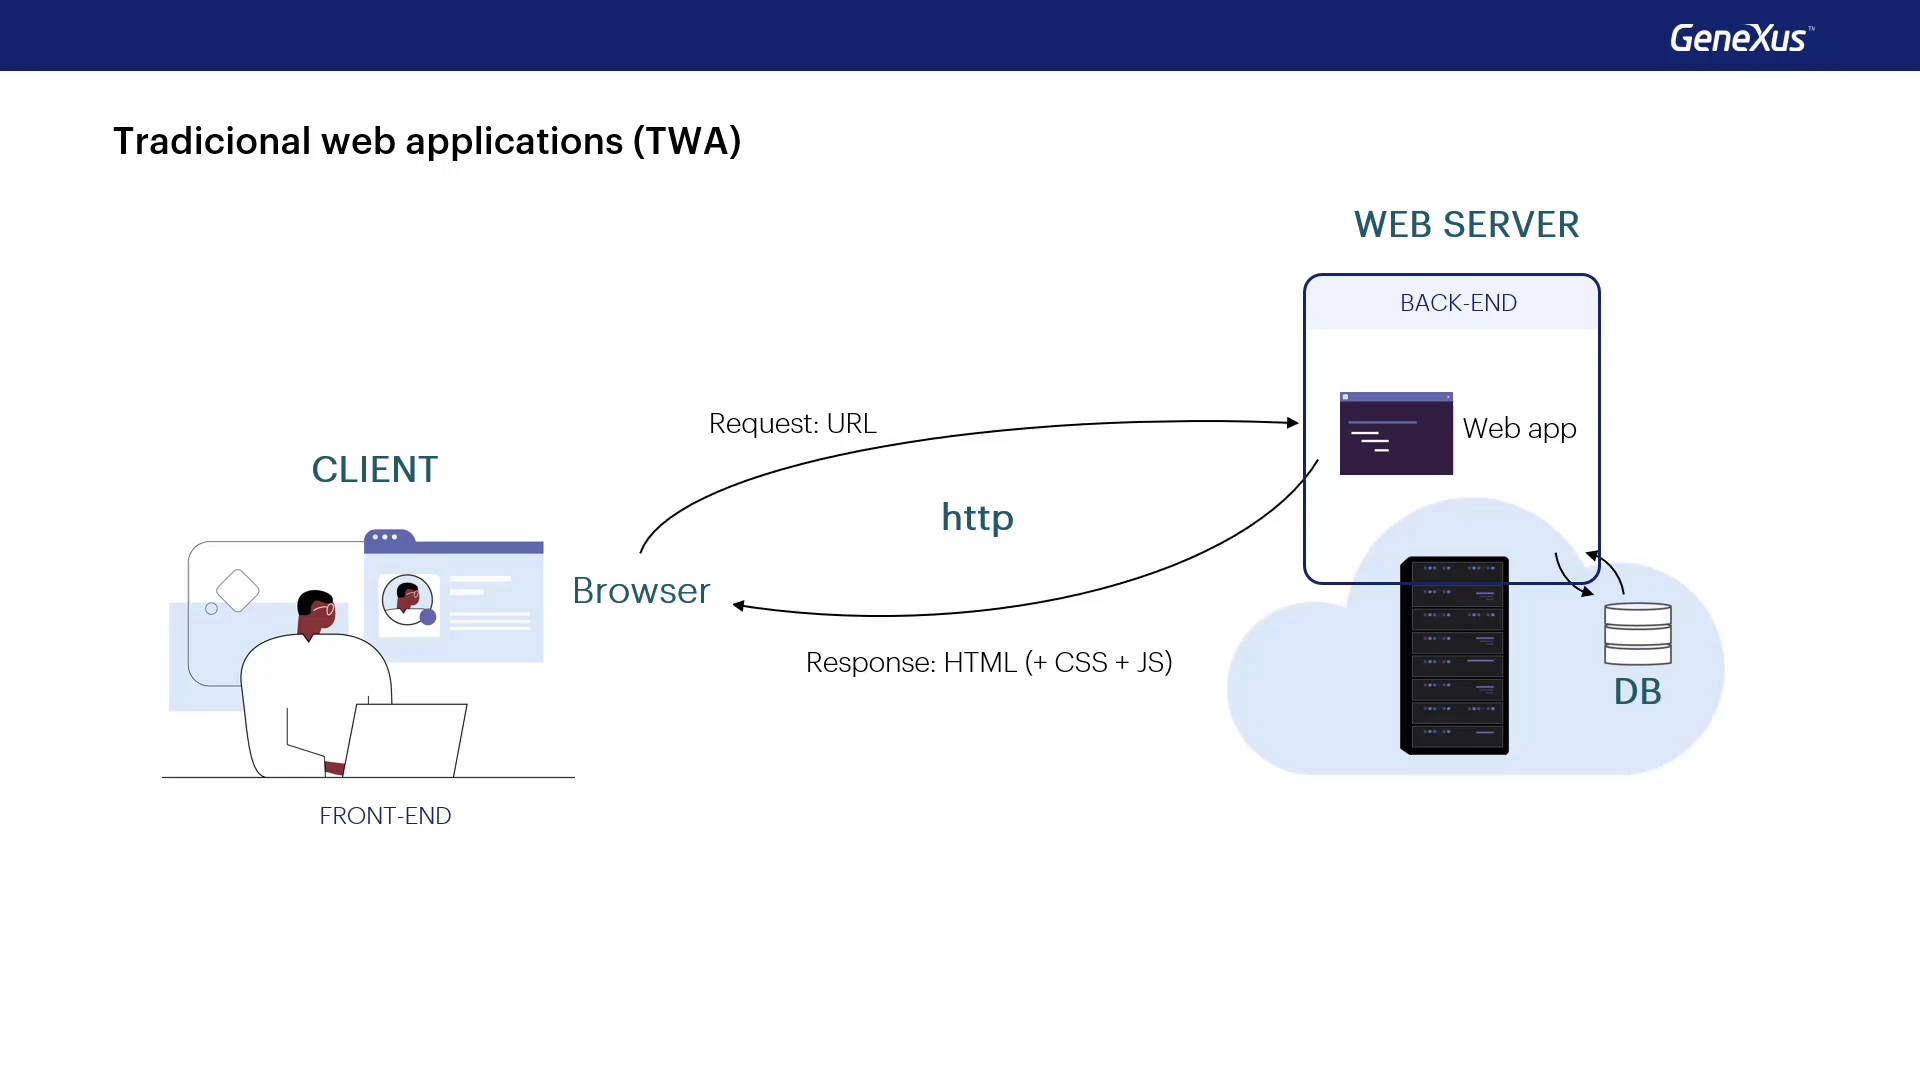 GeneXus™
Tradicional web applications (TWA)
WEB SERVER
BACK-END
Request: URL
Web app
CLIENT
http
Browser
Response: HTML (+ CSS + JS)
DB
FRONT-END